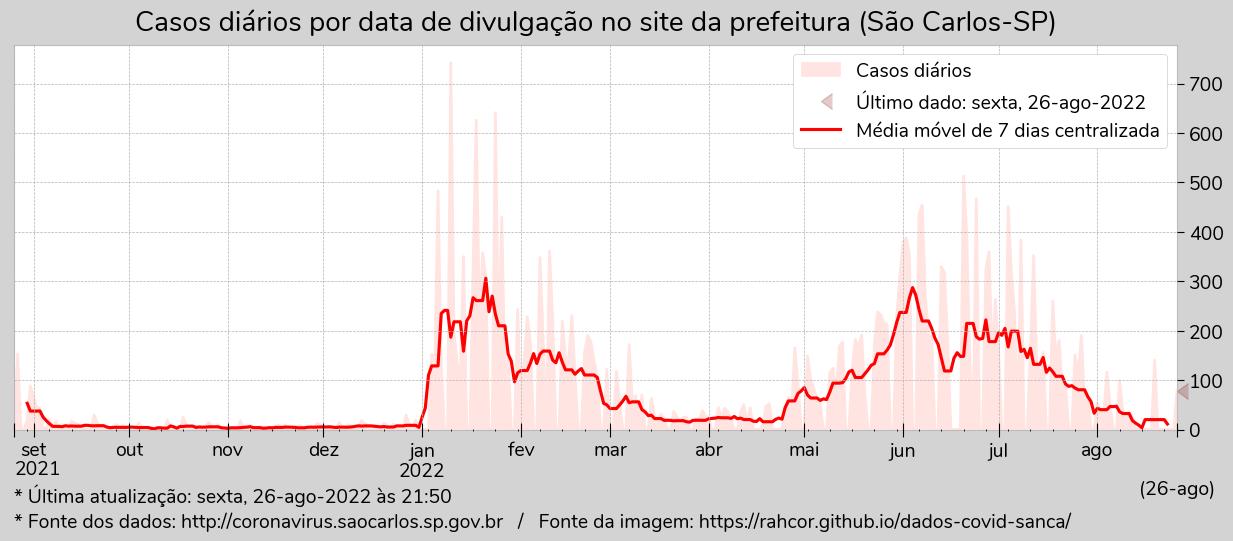 Casos diários por data de divulgação no site da prefeitura (São Carlos-SP)
Casos diários
Último dado: sexta, 26-ago-2022
Média móvel de 7 dias centralizada
700
600
500
400
300
200
100
0
set out nov dez jan fev mar abr mai jun jul ago
2021 2022
(26-ago)
* Última atualização: sexta, 26-ago-2022 às 21:50
* Fonte dos dados: http://coronavirus.saocarlos.sp.gov.br / Fonte da imagem: https://rahcor.github.io/dados-covid-sanca/